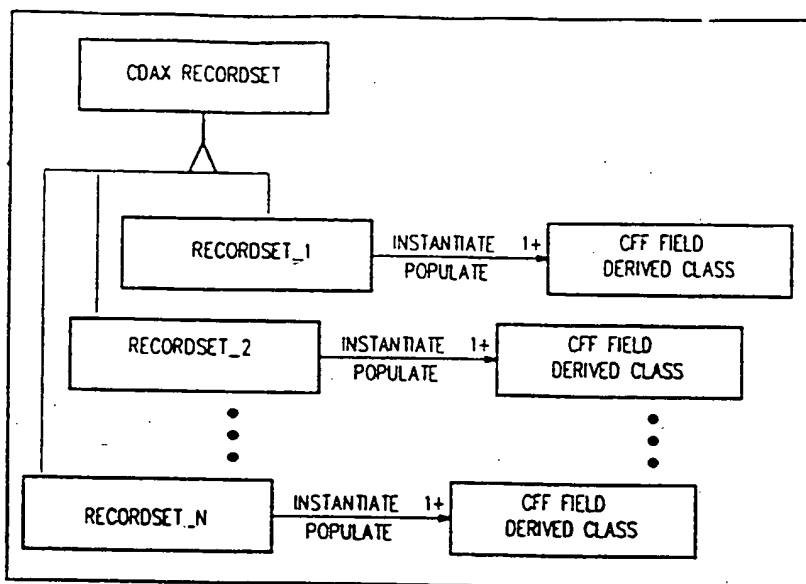 CDAX RECORDSET
RECORDSET_1
INSTANTIATE 1+
POPULATE
CFF FIELD
DERIVED CLASS
RECORDSET_2
INSTANTIATE 1+
POPULATE
CFF FIELD
DERIVED CLASS
RECORDSET_N
INSTANTIATE 1+
POPULATE
CFF FIELD
DERIVED CLASS